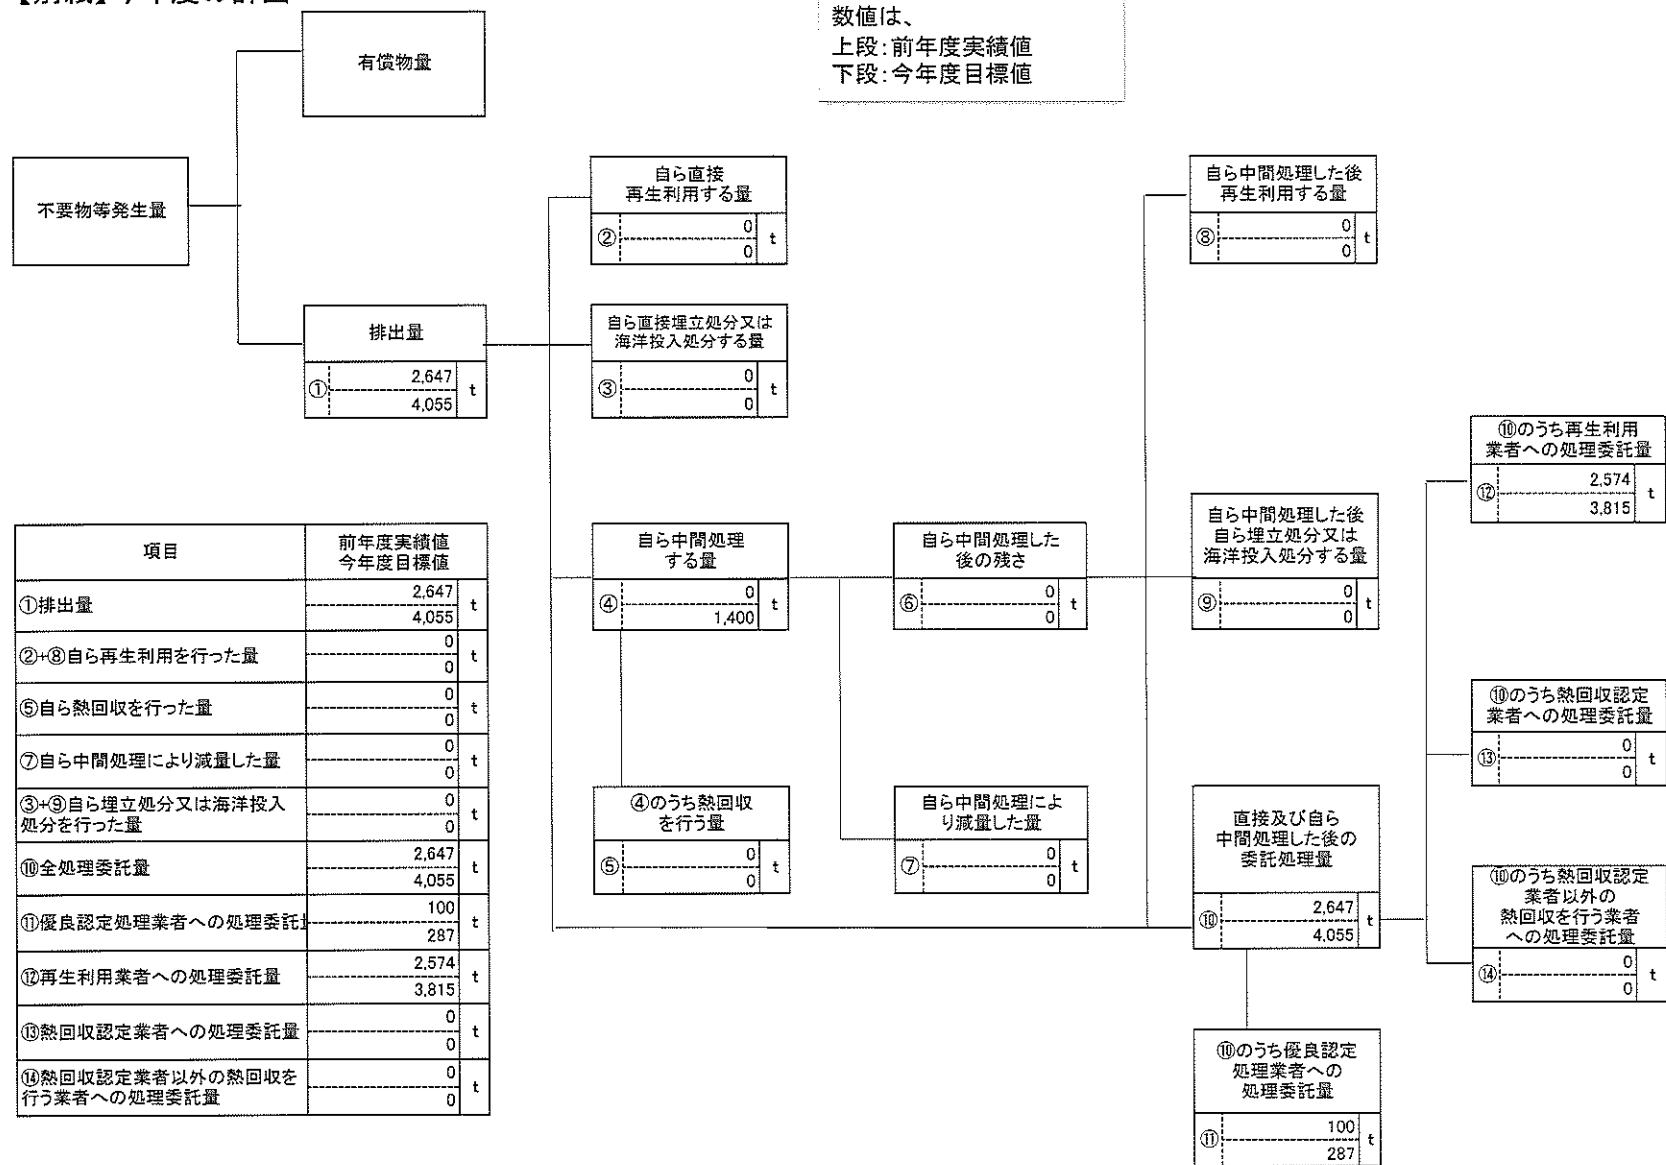 数値は、
上段:前年度実績値
下段:今年度目標値
有償物量
不要物等発生量
排出量
① 2,647 t
4,055
自ら直接
再生利用する量
② 0 t
0
自ら直接埋立処分又は
海洋投入処分する量
③ 0 t
0
自ら中間処理
する量
④ 0 t
1,400
④のうち熱回収
を行う量
⑤ 0 t
0
自ら中間処理した
後の残さ
⑥ 0 t
0
自ら中間処理によ
り減量した量
⑦ 0 t
0
自ら中間処理した後
再生利用する量
⑧ 0 t
0
自ら中間処理した後
自ら埋立処分又は
海洋投入処分する量
⑨ 0 t
0
直接及び自ら
中間処理した後の
委託処理量
⑩ 2,647 t
4,055
⑩のうち優良認定
処理業者への
処理委託量
⑪ 100 t
287
⑩のうち再生利用
業者への処理委託量
⑫ 2,574 t
3,815
⑩のうち熱回収認定
業者への処理委託量
⑬ 0 t
0
⑩のうち熱回収認定
業者以外の
熱回収を行う業者
への処理委託量
⑭ 0 t
0
項目 前年度実績値
今年度目標値
①排出量 2,647 t
4,055
②+⑧自ら再生利用を行った量 0 t
0
⑤自ら熱回収を行った量 0 t
0
⑦自ら中間処理により減量した量 0 t
0
③+⑨自ら埋立処分又は海洋投入
処分を行った量 0 t
0
⑩全処理委託量 2,647 t
4,055
⑪優良認定処理業者への処理委託 100 t
287
⑫再生利用業者への処理委託量 2,574 t
3,815
⑬熱回収認定業者への処理委託量 0 t
0
⑭熱回収認定業者以外の熱回収を
行う業者への処理委託量 0 t
0